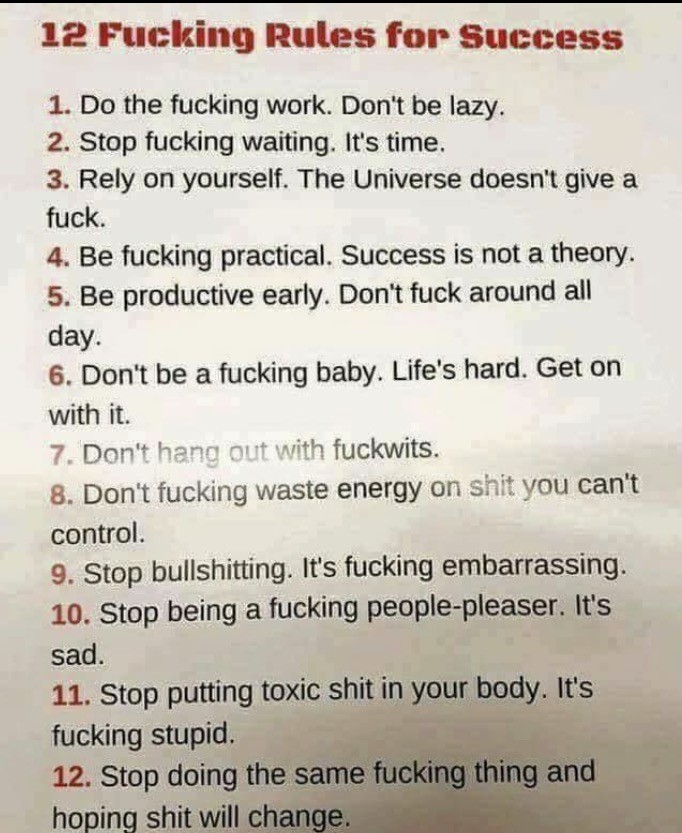 12 Fucking Rules for Success
1. Do the fucking work. Don't be lazy.
2. Stop fucking waiting. It's time.
3. Rely on yourself. The Universe doesn't give a
fuck.
4. Be fucking practical. Success is not a theory.
5. Be productive early. Don't fuck around all
day.
6. Don't be a fucking baby. Life's hard. Get on
with it.
7. Don't hang out with fuckwits.
8. Don't fucking waste energy on shit you can't
control.
9. Stop bullshitting. It's fucking embarrassing.
10. Stop being a fucking people-pleaser. It's
sad.
11. Stop putting toxic shit in your body. It's
fucking stupid.
12. Stop doing the same fucking thing and
hoping shit will change.